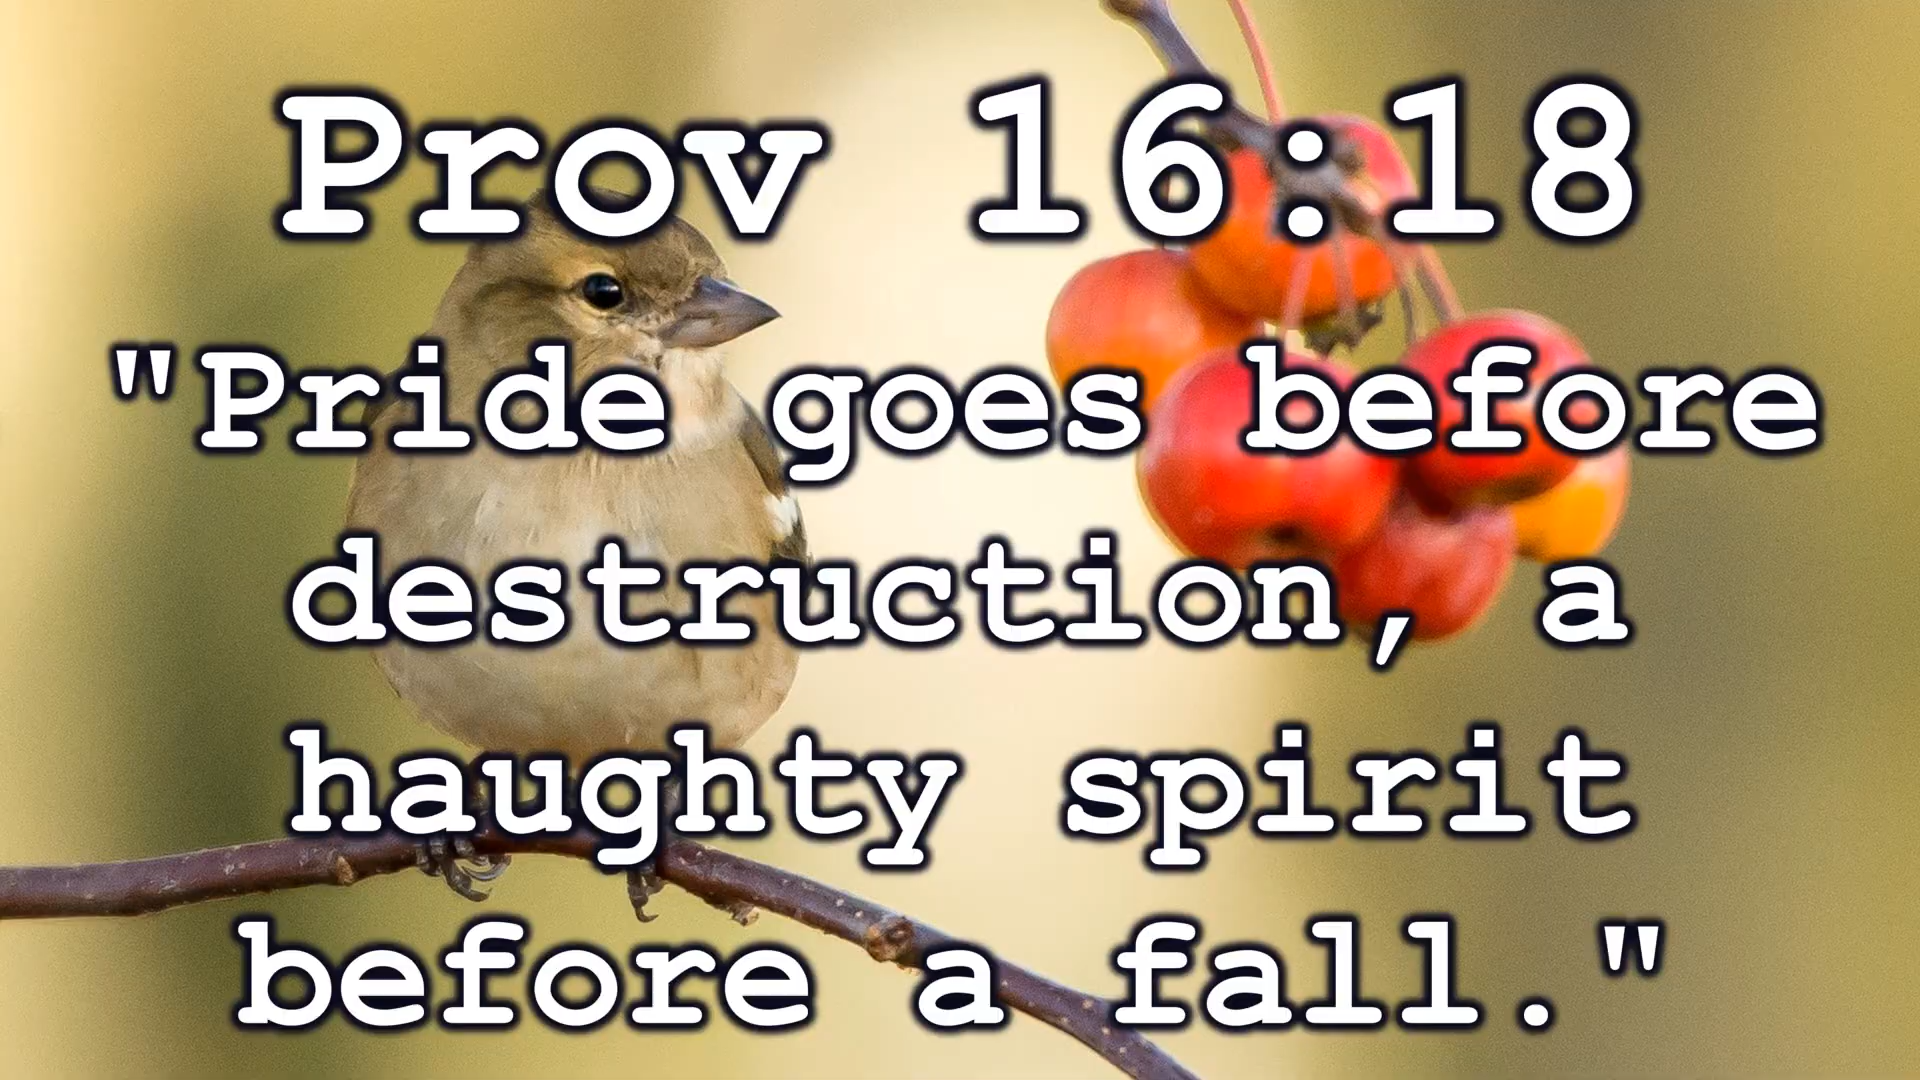 Prov 16:18
"Pride goes before
destruction, a
haughty spirit
before a fall."